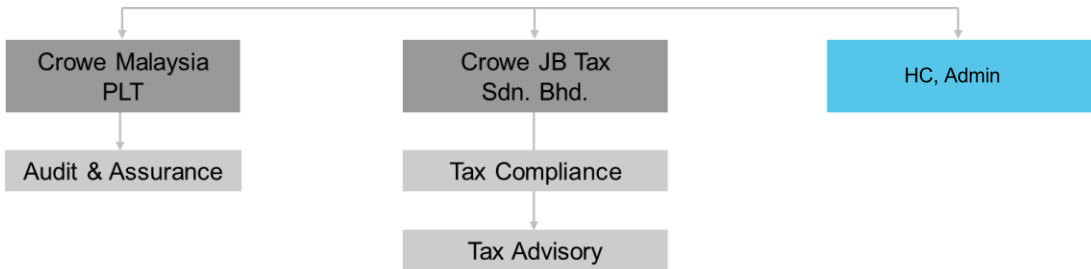 Crowe Malaysia
PLT
Crowe JB Tax
Sdn. Bhd.
HC, Admin
Audit & Assurance
Tax Compliance
Tax Advisory